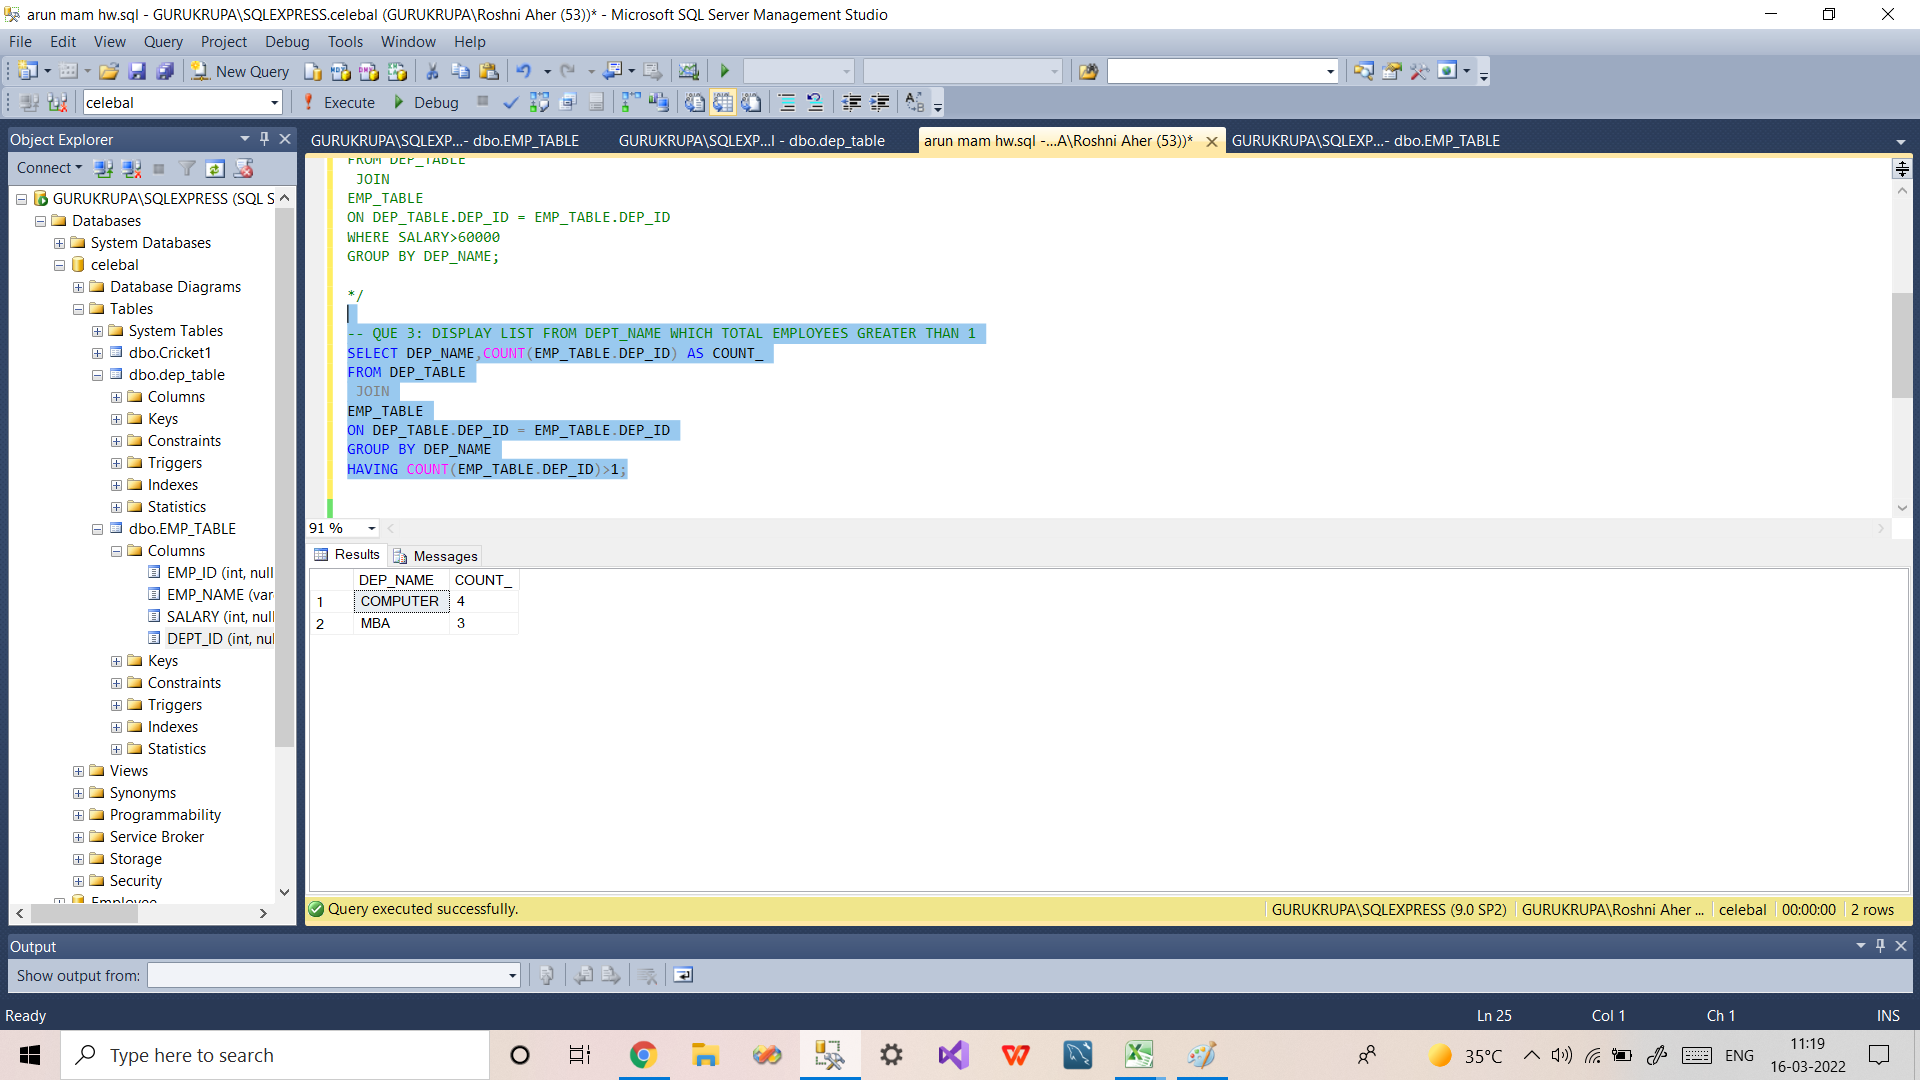 arun mam hw.sql - GURUKRUPA\SQLEXPRESS.celebal (GURUKRUPA\Roshni Aher (53))* - Microsoft SQL Server Management Studio
File Edit View Query Project Debug Tools Window Help
New Query
celebal Execute Debug
Object Explorer
GURUKRUPA\SQLEXP...- dbo.EMP_TABLE GURUKRUPA\SQLEXP...l - dbo.dep_table arun mam hw.sql -...A\Roshni Aher (53))* GURUKRUPA\SQLEXP...- dbo.EMP_TABLE
Connect
GURUKRUPA\SQLEXPRESS (SQL S
Databases
System Databases
celebal
Database Diagrams
Tables
System Tables
dbo.Cricket1
dbo.dep_table
Columns
Keys
Constraints
Triggers
Indexes
Statistics
dbo.EMP_TABLE
Columns
EMP_ID (int, null
EMP_NAME (var
SALARY (int, null
DEPT_ID (int, nul
Keys
Constraints
Triggers
Indexes
Statistics
Views
Synonyms
Programmability
Service Broker
Storage
Security
Employee
FROM DEP_TABLE
JOIN
EMP_TABLE
ON DEP_TABLE.DEP_ID = EMP_TABLE.DEP_ID
WHERE SALARY>60000
GROUP BY DEP_NAME;
*/
-- QUE 3: DISPLAY LIST FROM DEPT_NAME WHICH TOTAL EMPLOYEES GREATER THAN 1
SELECT DEP_NAME,COUNT(EMP_TABLE.DEP_ID) AS COUNT_
FROM DEP_TABLE
JOIN
EMP_TABLE
ON DEP_TABLE.DEP_ID = EMP_TABLE.DEP_ID
GROUP BY DEP_NAME
HAVING COUNT(EMP_TABLE.DEP_ID)>1;
91 %
Results Messages
DEP_NAME COUNT_
1 COMPUTER 4
2 MBA 3
Query executed successfully. GURUKRUPA\SQLEXPRESS (9.0 SP2) GURUKRUPA\Roshni Aher ... celebal 00:00:00 2 rows
Output
Show output from:
Ready Ln 25 Col 1 Ch 1 INS
Type here to search 35°C ENG 11:19
16-03-2022